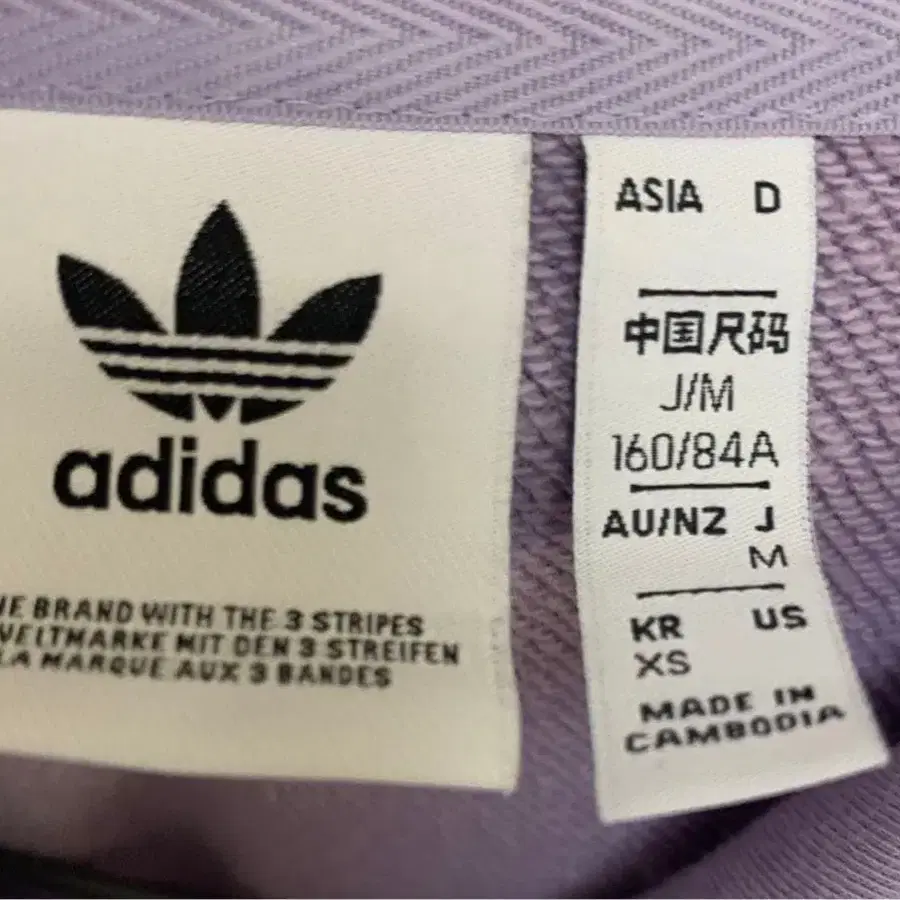 adidas
BRAND WITH THE 3 STRIPES
WELTMARKE MIT DEN 3 STREIFEN
LA MARQUE AUX 3 BANDES
ASIA D
中国尺码
J/M
160/84A
AU/NZ J
M
KR US
XS
MADE IN
CAMBODIA